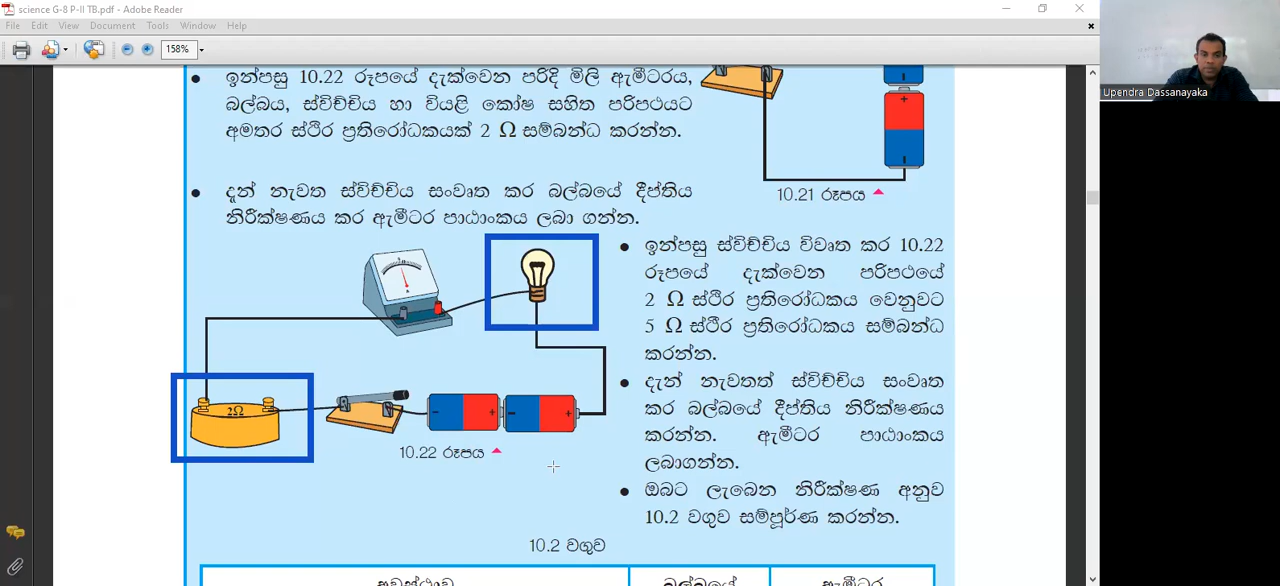 science G-8 P-II TB.pdf - Adobe Reader
File Edit View Document Tools Window Help
158%
Upendra Dassanayaka
ඉන්පසු 10.22 රූපයේ දැක්වෙන පරිදි මිලි ඇමීටරය,
බල්බය, ස්විච්චිය හා වියළි කෝෂ සහිත පරිපථයට
අමතර ස්ථිර ප්‍රතිරෝධකයක් 2 Ω සම්බන්ධ කරන්න.
10.21 රූපය
දැන් නැවත ස්විච්චිය සංවෘත කර බල්බයේ දීප්තිය
නිරීක්ෂණය කර ඇමීටර පාඨාංකය ලබා ගන්න.
ඉන්පසු ස්විච්චිය විවෘත කර 10.22
රූපයේ දැක්වෙන පරිපථයේ
2 Ω ස්ථිර ප්‍රතිරෝධකය වෙනුවට
5 Ω ස්ථිර ප්‍රතිරෝධකය සම්බන්ධ
කරන්න.
දැන් නැවතත් ස්විච්චිය සංවෘත
කර බල්බයේ දීප්තිය නිරීක්ෂණය
කරන්න. ඇමීටර පාඨාංකය
ලබාගන්න.
ඔබට ලැබෙන නිරීක්ෂණ අනුව
10.2 වගුව සම්පූර්ණ කරන්න.
2Ω
10.22 රූපය
10.2 වගුව
අවස්ථාව බල්බයේ ඇමීටර